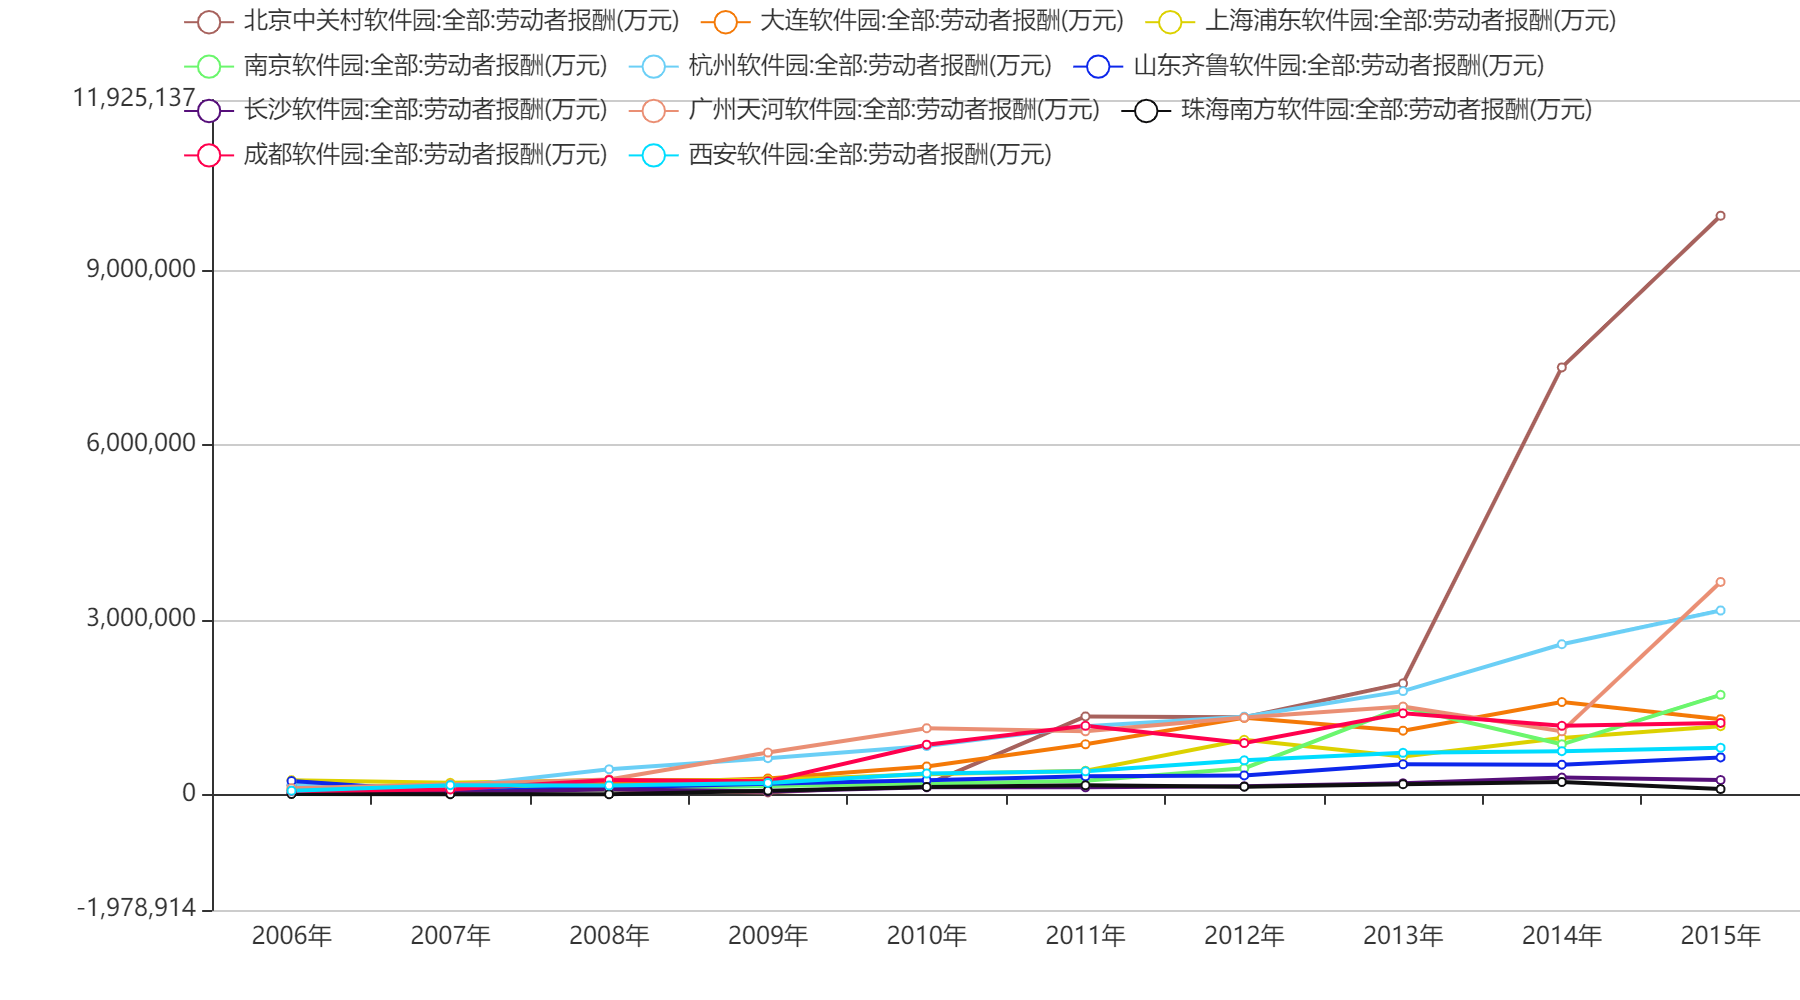 北京中关村软件园:全部:劳动者报酬(万元) 大连软件园:全部:劳动者报酬(万元) 上海浦东软件园:全部:劳动者报酬(万元)
南京软件园:全部:劳动者报酬(万元) 杭州软件园:全部:劳动者报酬(万元) 山东齐鲁软件园:全部:劳动者报酬(万元)
11,925,137
长沙软件园:全部:劳动者报酬(万元) 广州天河软件园:全部:劳动者报酬(万元) 珠海南方软件园:全部:劳动者报酬(万元)
成都软件园:全部:劳动者报酬(万元) 西安软件园:全部:劳动者报酬(万元)
9,000,000
6,000,000
3,000,000
0
-1,978,914
2006年 2007年 2008年 2009年 2010年 2011年 2012年 2013年 2014年 2015年